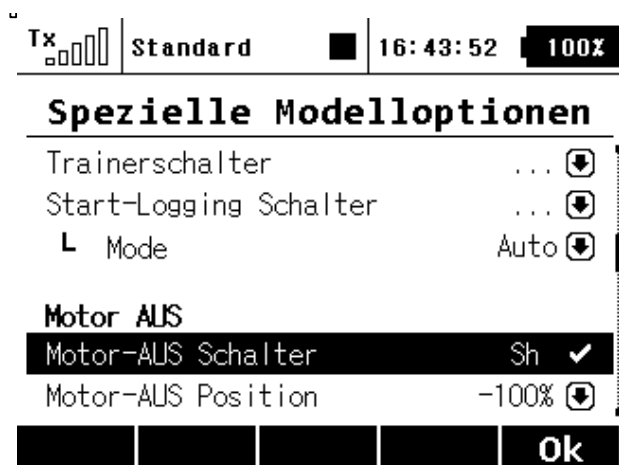 Tx Standard 16:43:52 100%
Spezielle Modelloptionen
Trainerschalter ...
Start-Logging Schalter ...
Mode Auto
Motor AUS
Motor-AUS Schalter Sh
Motor-AUS Position -100%
Ok